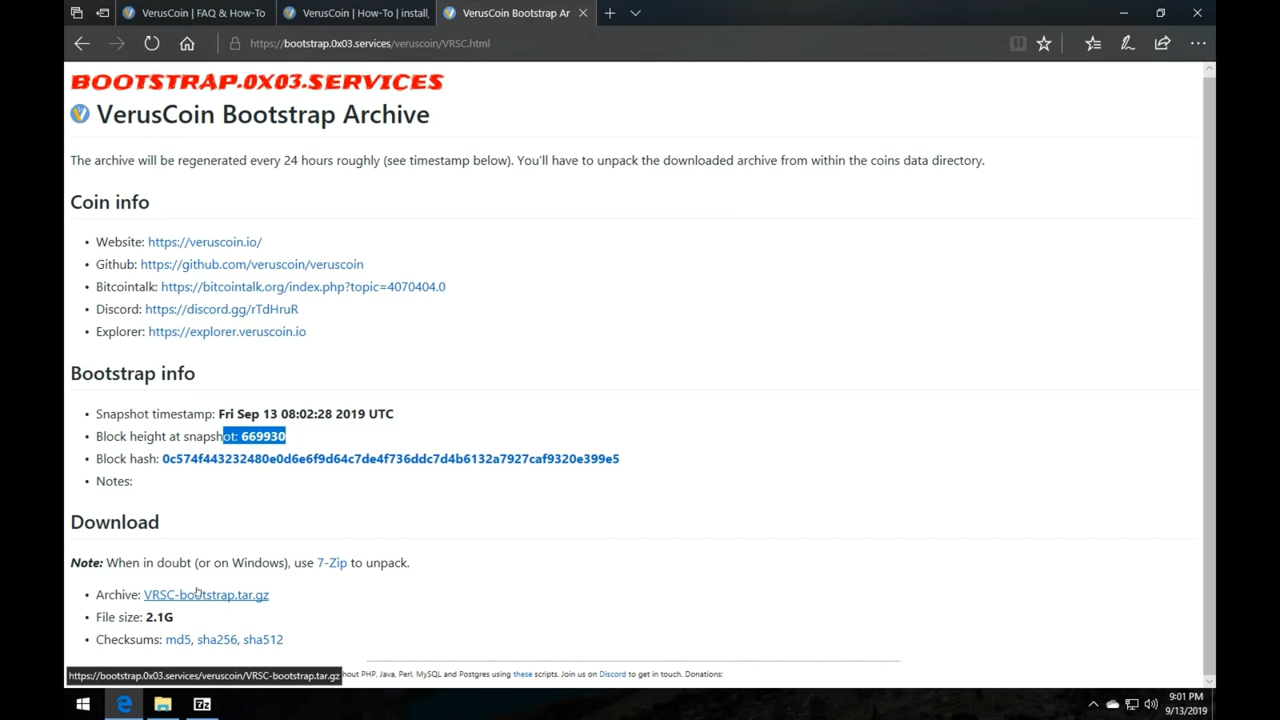 VerusCoin | FAQ & How-To
VerusCoin | How-To | install,
VerusCoin Bootstrap Ar
https://bootstrap.0x03.services/veruscoin/VRSC.html
BOOTSTRAP.0X03.SERVICES
VerusCoin Bootstrap Archive
The archive will be regenerated every 24 hours roughly (see timestamp below). You'll have to unpack the downloaded archive from within the coins data directory.
Coin info
• Website: https://veruscoin.io/
• Github: https://github.com/veruscoin/veruscoin
• Bitcointalk: https://bitcointalk.org/index.php?topic=4070404.0
• Discord: https://discord.gg/rTdHruR
• Explorer: https://explorer.veruscoin.io
Bootstrap info
• Snapshot timestamp: Fri Sep 13 08:02:28 2019 UTC
• Block height at snapshot: 669930
• Block hash: 0c574f443232480e0d6e6f9d64c7de4f736ddc7d4b6132a7927caf9320e399e5
• Notes:
Download
Note: When in doubt (or on Windows), use 7-Zip to unpack.
• Archive: VRSC-bootstrap.tar.gz
• File size: 2.1G
• Checksums: md5, sha256, sha512
https://bootstrap.0x03.services/veruscoin/VRSC-bootstrap.tar.gz
hout PHP, Java, Perl, MySQL and Postgres using these scripts. Join us on Discord to get in touch. Donations:
7z
9:01 PM
9/13/2019